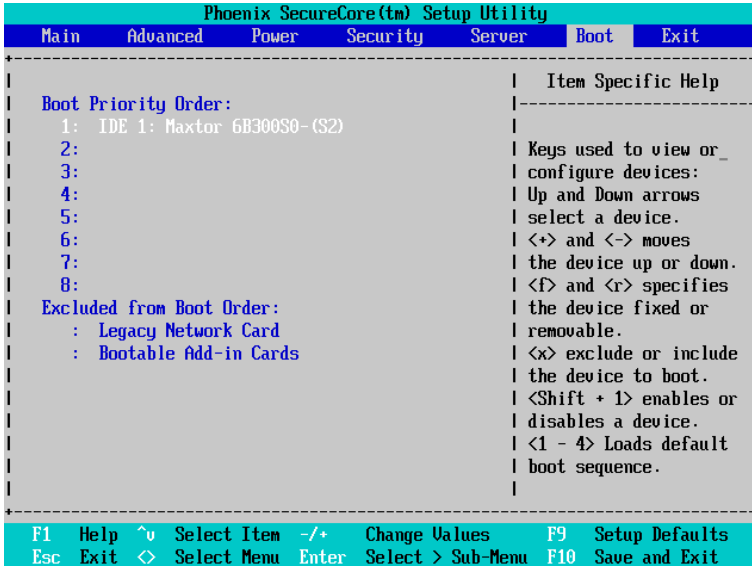 Phoenix SecureCore(tm) Setup Utility
Main Advanced Power Security Server Boot Exit
Item Specific Help
Boot Priority Order:
1: IDE 1: Maxtor 6B300S0-(S2)
2: Keys used to view or_
3: configure devices:
4: Up and Down arrows
5: select a device.
6: <+> and <-> moves
7: the device up or down.
8: <f> and <r> specifies
Excluded from Boot Order: the device fixed or
: Legacy Network Card removable.
: Bootable Add-in Cards <x> exclude or include
the device to boot.
<Shift + 1> enables or
disables a device.
<1 - 4> Loads default
boot sequence.
F1 Help ^v Select Item -/+ Change Values F9 Setup Defaults
Esc Exit <> Select Menu Enter Select > Sub-Menu F10 Save and Exit